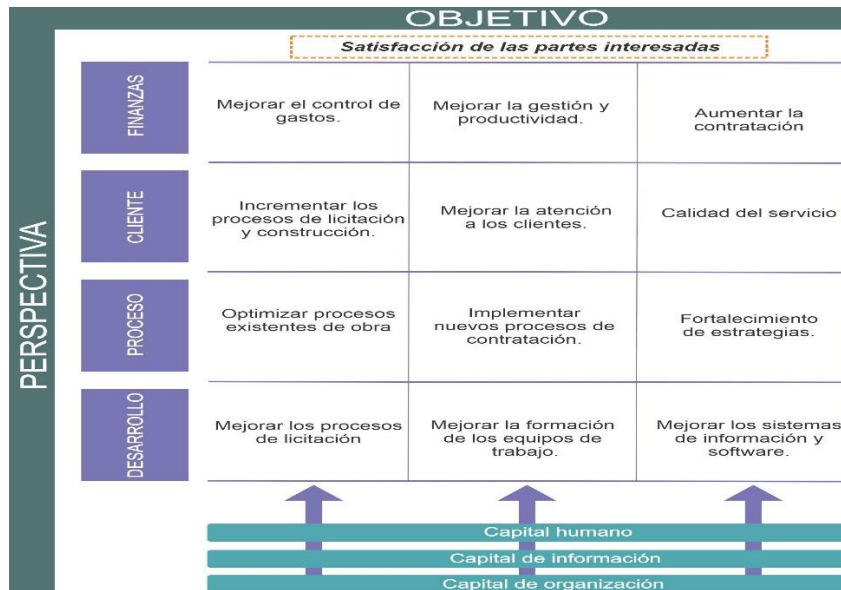 OBJETIVO
Satisfacción de las partes interesadas
PERSPECTIVA
FINANZAS
Mejorar el control de
gastos.
Mejorar la gestión y
productividad.
Aumentar la
contratación
CLIENTE
Incrementar los
procesos de licitación
y construcción.
Mejorar la atención
a los clientes.
Calidad del servicio
PROCESO
Optimizar procesos
existentes de obra
Implementar
nuevos procesos de
contratación.
Fortalecimiento
de estrategias.
DESARROLLO
Mejorar los procesos
de licitación
Mejorar la formación
de los equipos de
trabajo.
Mejorar los sistemas
de información y
software.
Capital humano
Capital de información
Capital de organización